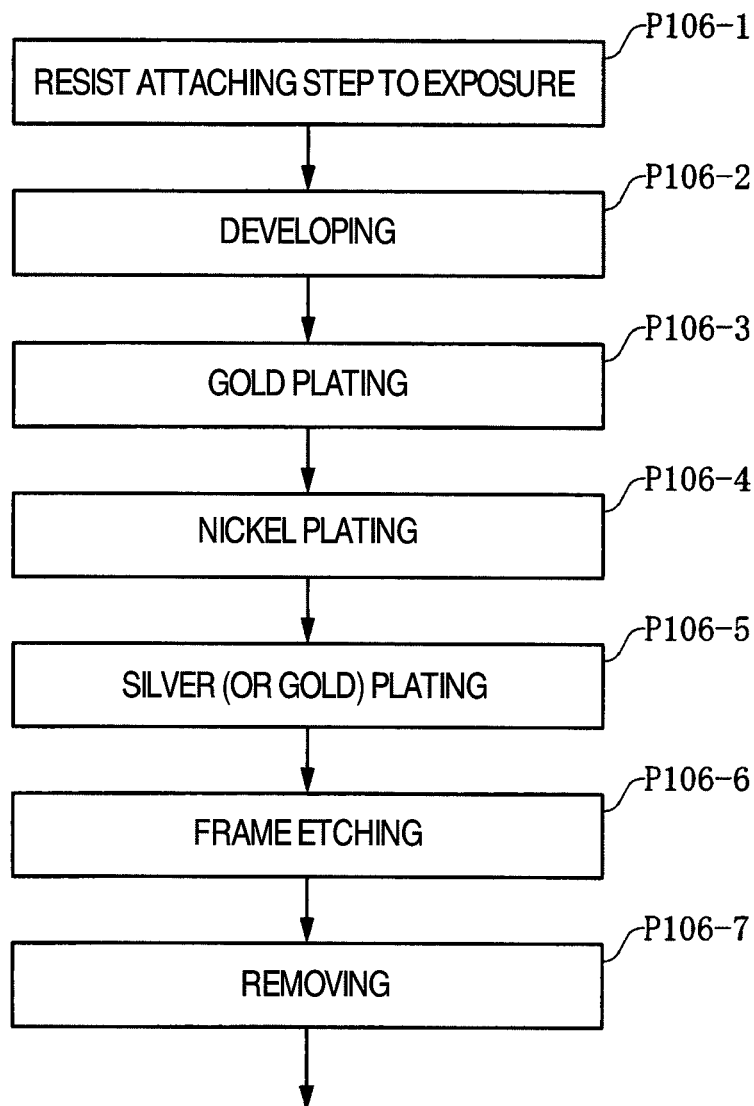 P106-1
RESIST ATTACHING STEP TO EXPOSURE
P106-2
DEVELOPING
P106-3
GOLD PLATING
P106-4
NICKEL PLATING
P106-5
SILVER (OR GOLD) PLATING
P106-6
FRAME ETCHING
P106-7
REMOVING